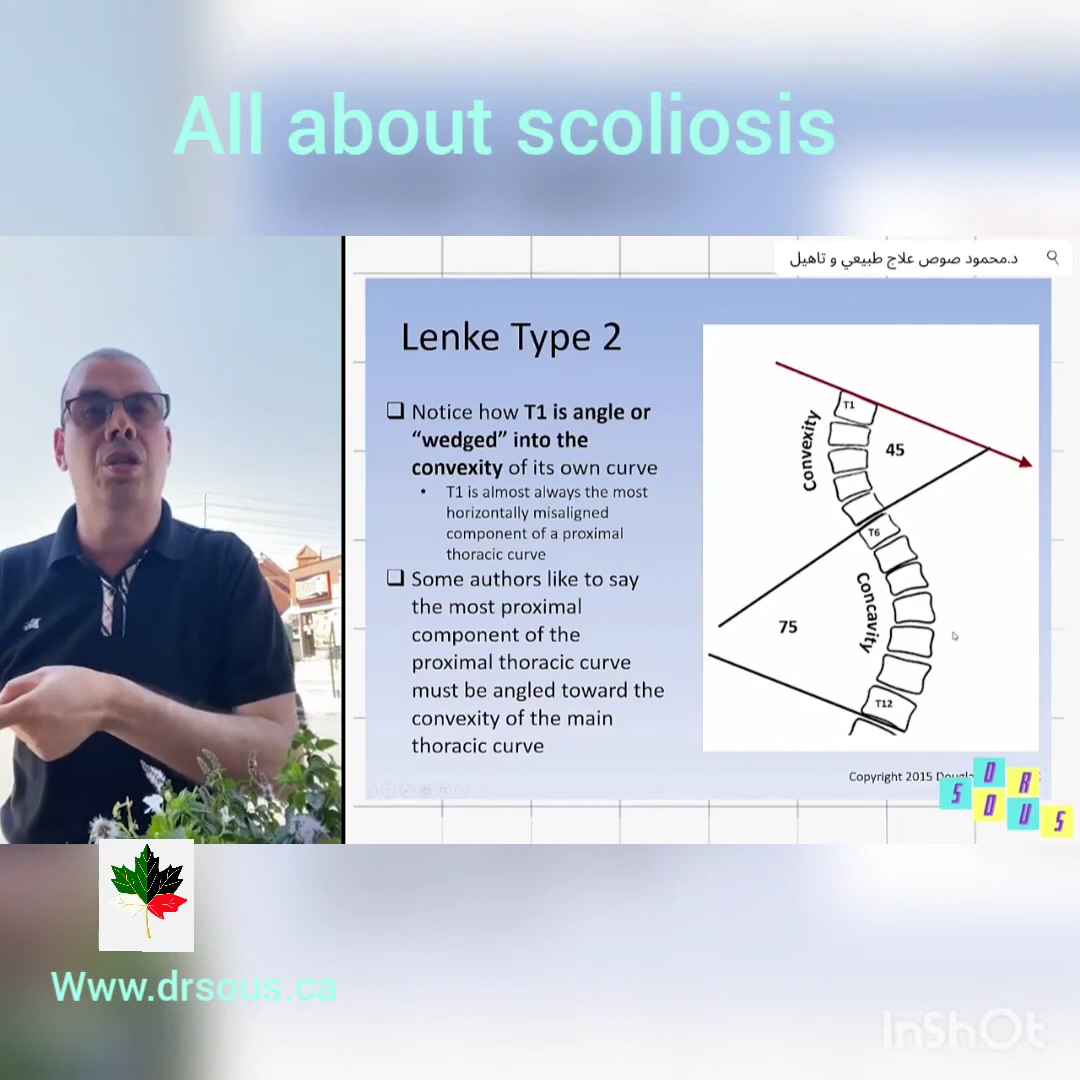 All about scoliosis
د.محمود صوص علاج طبيعي و تاهيل
Lenke Type 2
Notice how T1 is angle or
“wedged” into the
convexity of its own curve
• T1 is almost always the most
horizontally misaligned
component of a proximal
thoracic curve
Some authors like to say
the most proximal
component of the
proximal thoracic curve
must be angled toward the
convexity of the main
thoracic curve
T1
Convexity
45
T6
Concavity
75
T12
Copyright 2015
DR
SOUS
Www.drsous.ca
InShOt